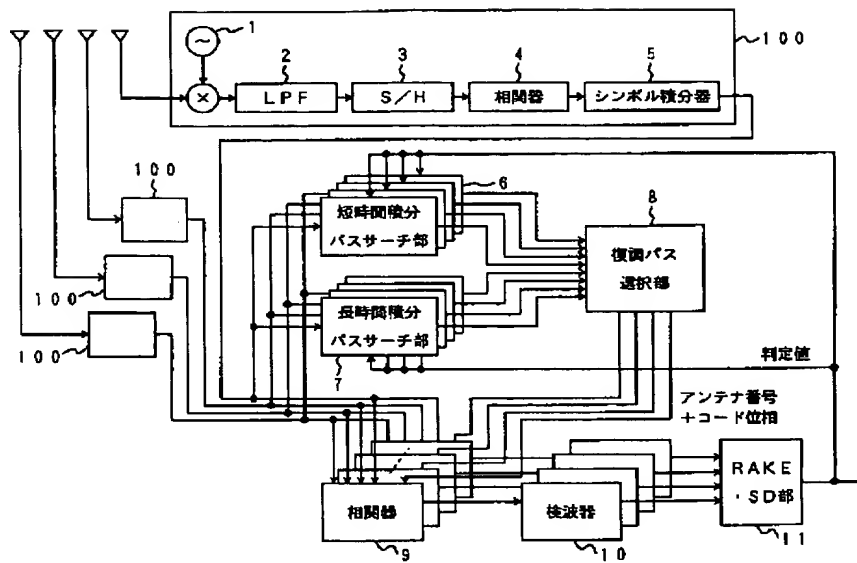 1
100
2
3
4
5
~
×
LPF
S/H
相関器
シンボル積分器
100
6
8
短時間積分
パスサーチ部
復調パス
選択部
100
長時間積分
パスサーチ部
100
7
判定値
アンテナ番号
+コード位相
相関器
検波器
RAKE
・SD部
9
10
11